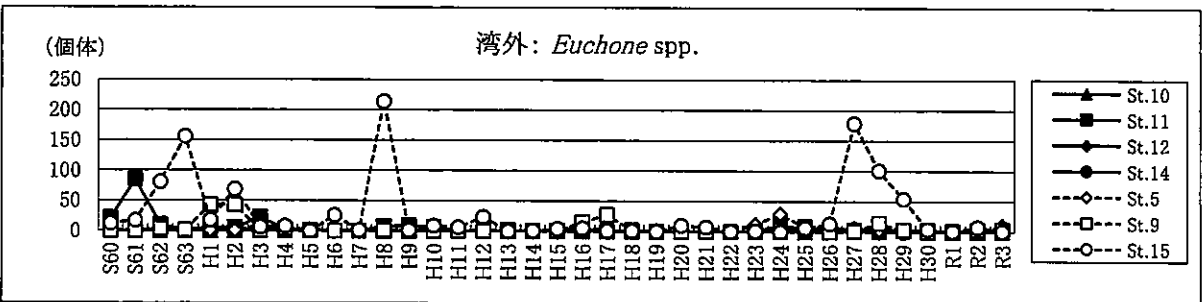 湾外: Euchone spp.
(個体)
250
200
150
100
50
0
S60 S61 S62 S63 H1 H2 H3 H4 H5 H6 H7 H8 H9 H10 H11 H12 H13 H14 H15 H16 H17 H18 H19 H20 H21 H22 H23 H24 H25 H26 H27 H28 H29 H30 R1 R2 R3
St.10
St.11
St.12
St.14
St.5
St.9
St.15